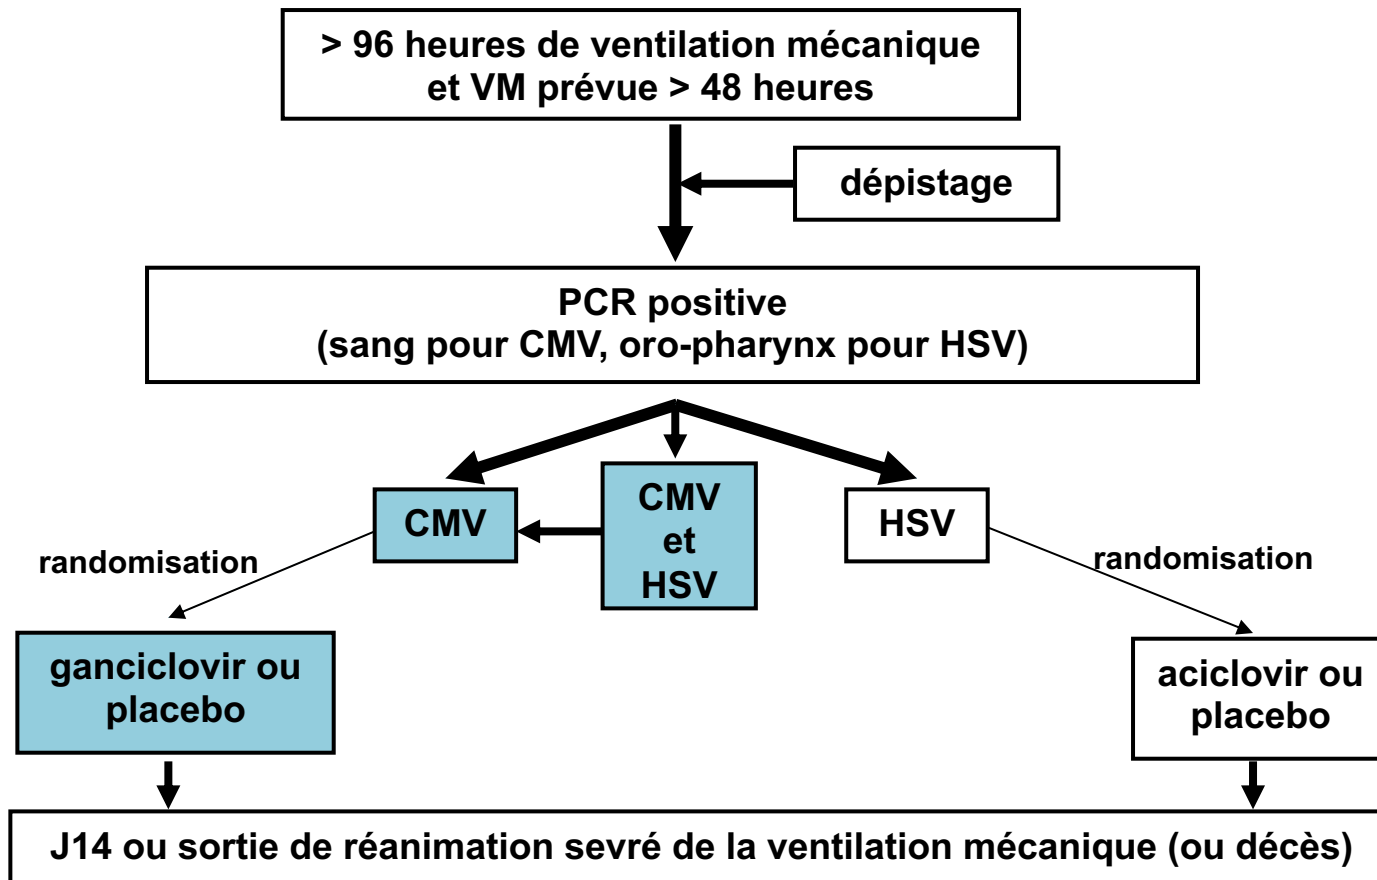 > 96 heures de ventilation mécanique
et VM prévue > 48 heures
dépistage
PCR positive
(sang pour CMV, oro-pharynx pour HSV)
CMV
CMV
et
HSV
HSV
randomisation
randomisation
ganciclovir ou
placebo
aciclovir ou
placebo
J14 ou sortie de réanimation sevré de la ventilation mécanique (ou décès)